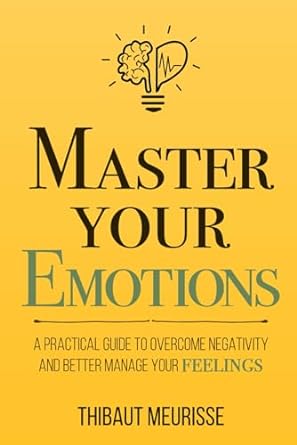 MASTER
YOUR
EMOTIONS
A PRACTICAL GUIDE TO OVERCOME NEGATIVITY
AND BETTER MANAGE YOUR FEELINGS
THIBAUT MEURISSE